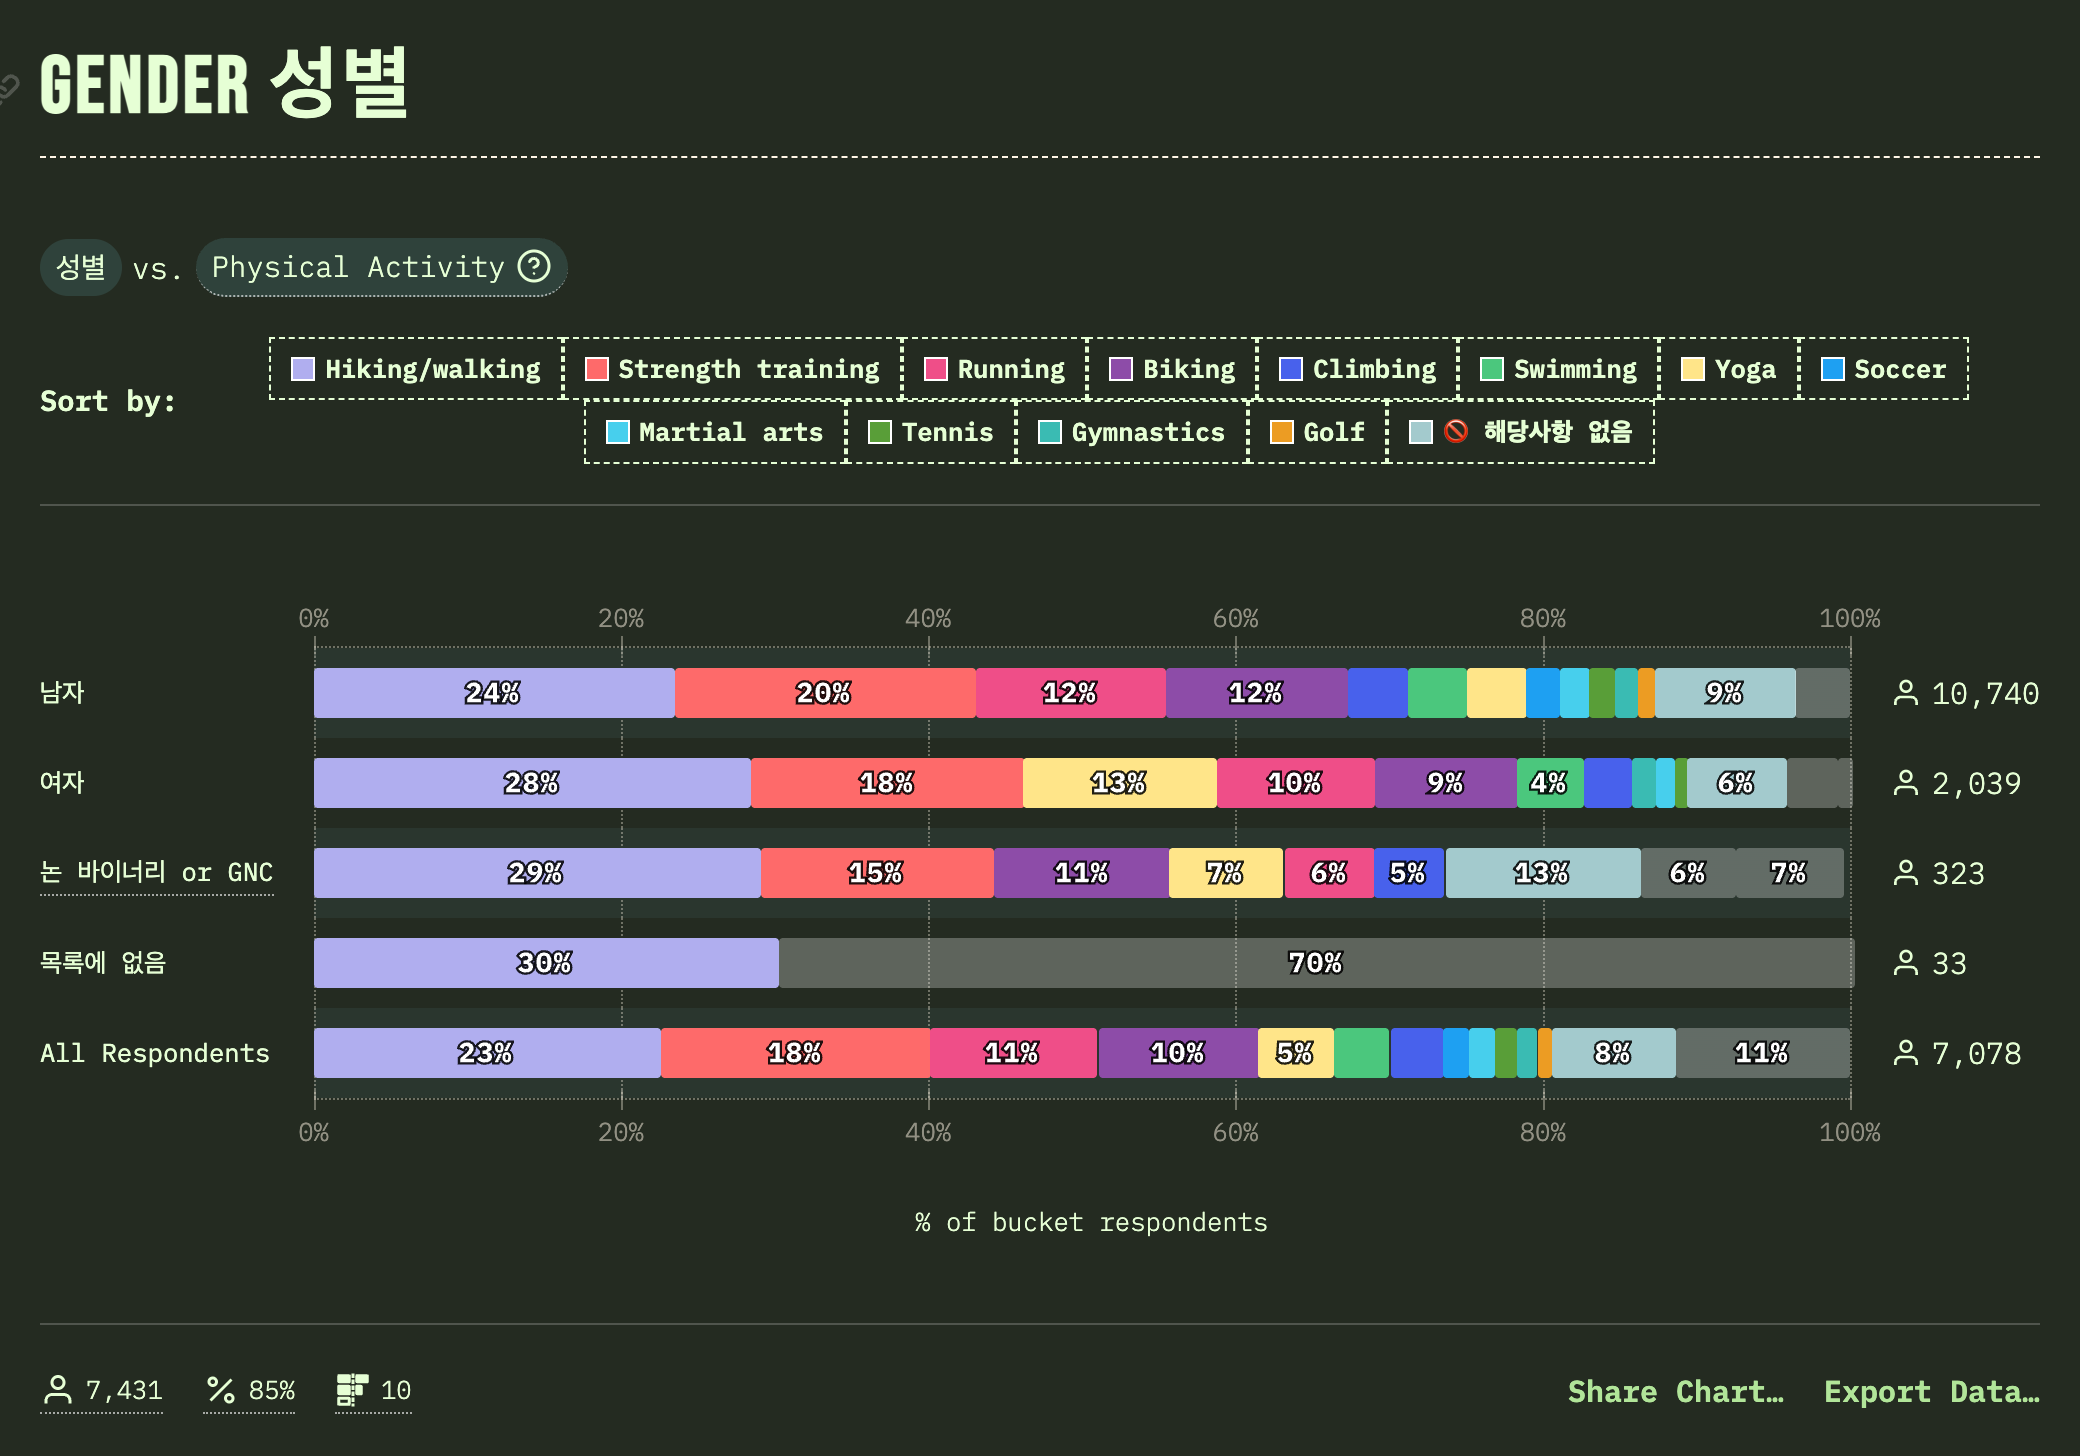 GENDER 성별
성별 vs. Physical Activity ?
Sort by:
Hiking/walking Strength training Running Biking Climbing Swimming Yoga Soccer
Martial arts Tennis Gymnastics Golf 🚫 해당사항 없음
0% 20% 40% 60% 80% 100%
남자 24% 20% 12% 12% 9% 10,740
여자 28% 18% 13% 10% 9% 4% 6% 2,039
논 바이너리 or GNC 29% 15% 11% 7% 6% 5% 13% 6% 7% 323
목록에 없음 30% 70% 33
All Respondents 23% 18% 11% 10% 5% 8% 11% 7,078
0% 20% 40% 60% 80% 100%
% of bucket respondents
7,431 85% 10 Share Chart… Export Data…